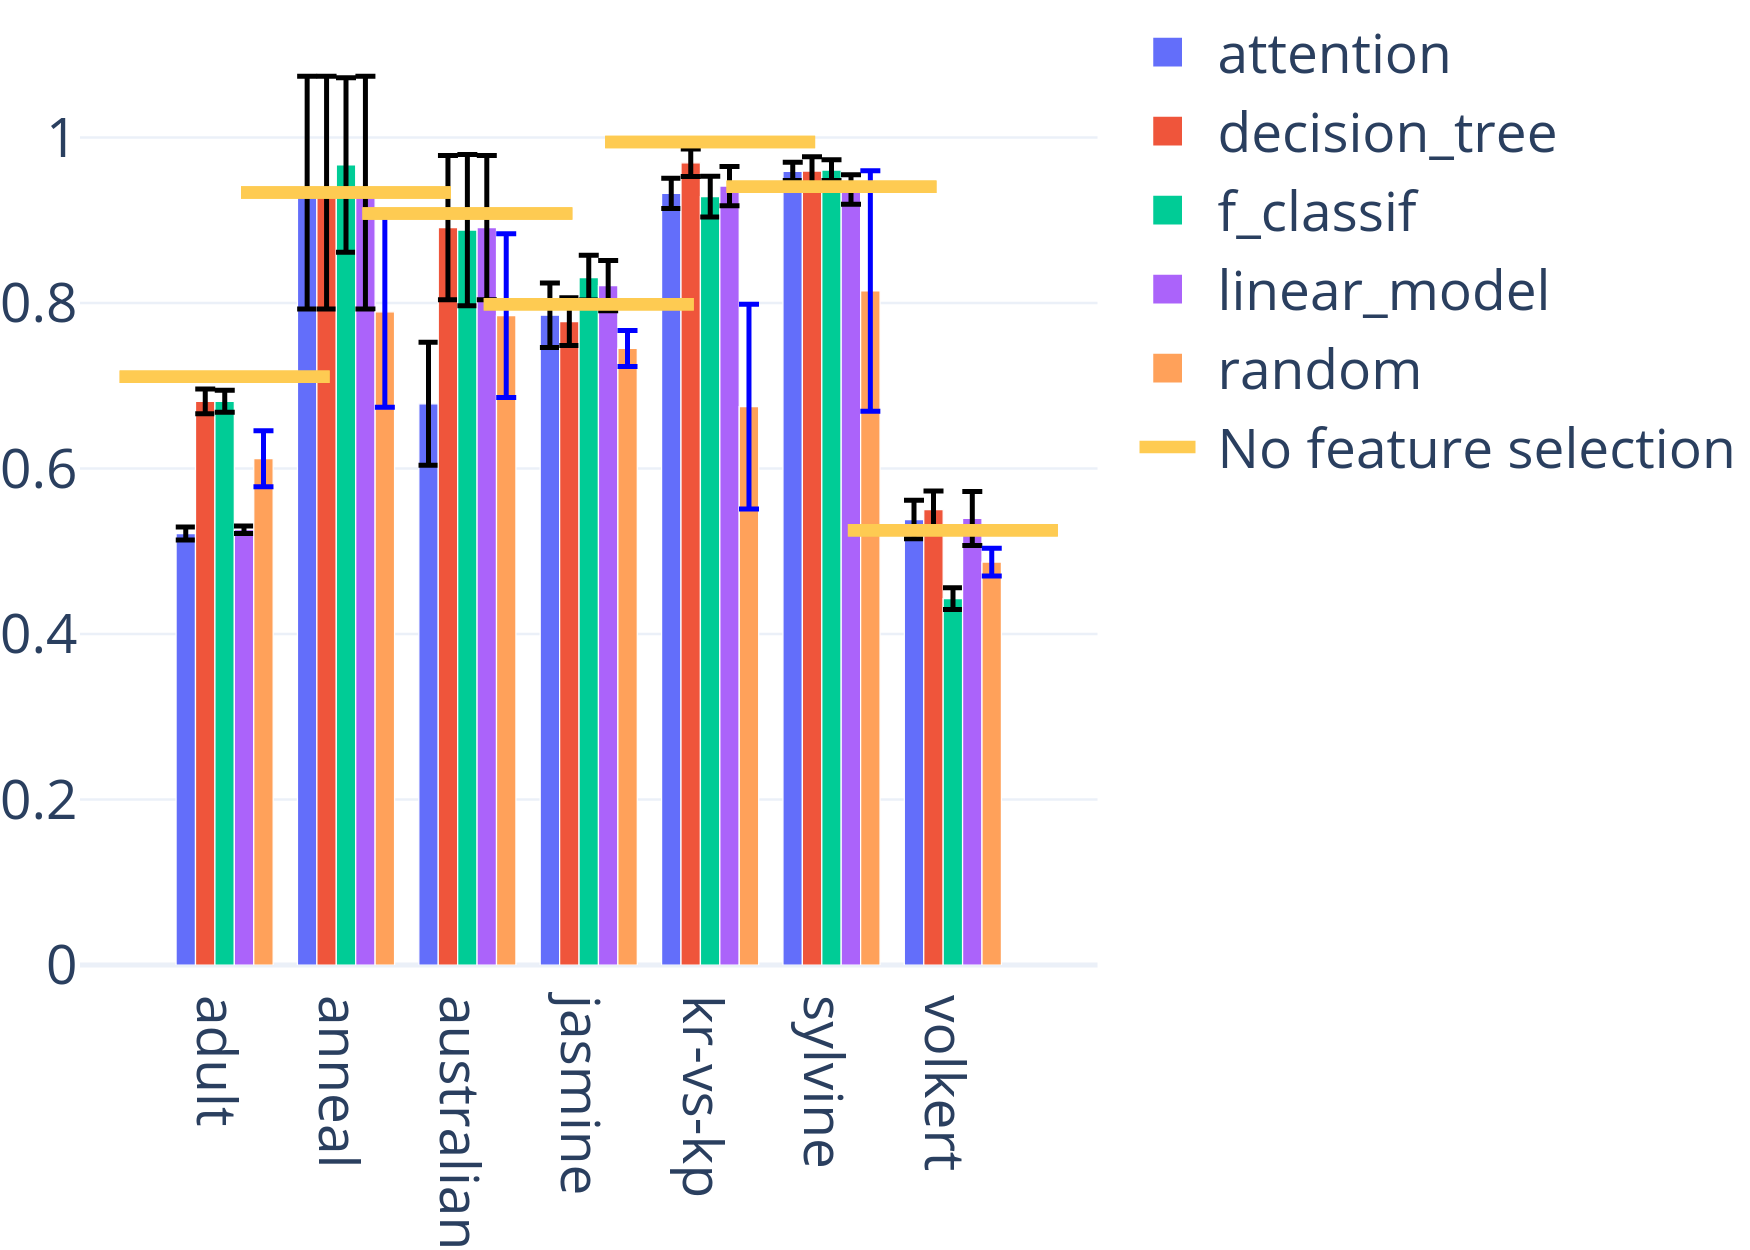 1
0.8
0.6
0.4
0.2
0
adult
anneal
australian
jasmine
kr-vs-kp
sylvine
volkert
attention
decision_tree
f_classif
linear_model
random
No feature selection